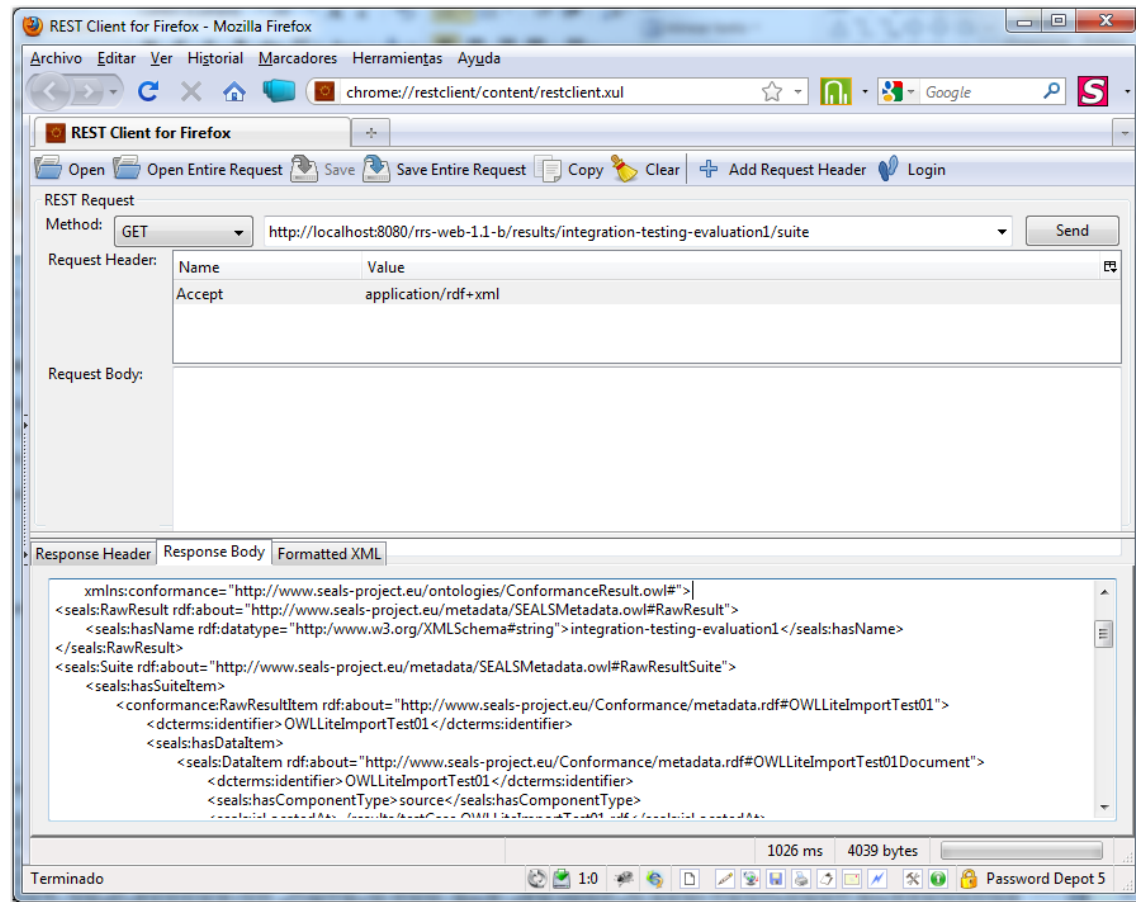 REST Client for Firefox - Mozilla Firefox
Archivo Editar Ver Historial Marcadores Herramientas Ayuda
chrome://restclient/content/restclient.xul
Google
S
REST Client for Firefox
Open Open Entire Request Save Save Entire Request Copy Clear Add Request Header Login
REST Request
Method: GET http://localhost:8080/rrs-web-1.1-b/results/integration-testing-evaluation1/suite Send
Request Header: Name Value
Accept application/rdf+xml
Request Body:
Response Header Response Body Formatted XML
xmlns:conformance="http://www.seals-project.eu/ontologies/ConformanceResult.owl#">
<seals:RawResult rdf:about="http://www.seals-project.eu/metadata/SEALSMetadata.owl#RawResult">
<seals:hasName rdf:datatype="http:/www.w3.org/XMLSchema#string">integration-testing-evaluation1</seals:hasName>
</seals:RawResult>
<seals:Suite rdf:about="http://www.seals-project.eu/metadata/SEALSMetadata.owl#RawResultSuite">
<seals:hasSuiteItem>
<conformance:RawResultItem rdf:about="http://www.seals-project.eu/Conformance/metadata.rdf#OWLLiteImportTest01">
<dcterms:identifier>OWLLiteImportTest01</dcterms:identifier>
<seals:hasDataItem>
<seals:DataItem rdf:about="http://www.seals-project.eu/Conformance/metadata.rdf#OWLLiteImportTest01Document">
<dcterms:identifier>OWLLiteImportTest01</dcterms:identifier>
<seals:hasComponentType>source</seals:hasComponentType>
1026 ms 4039 bytes
Terminado 1:0 Password Depot 5